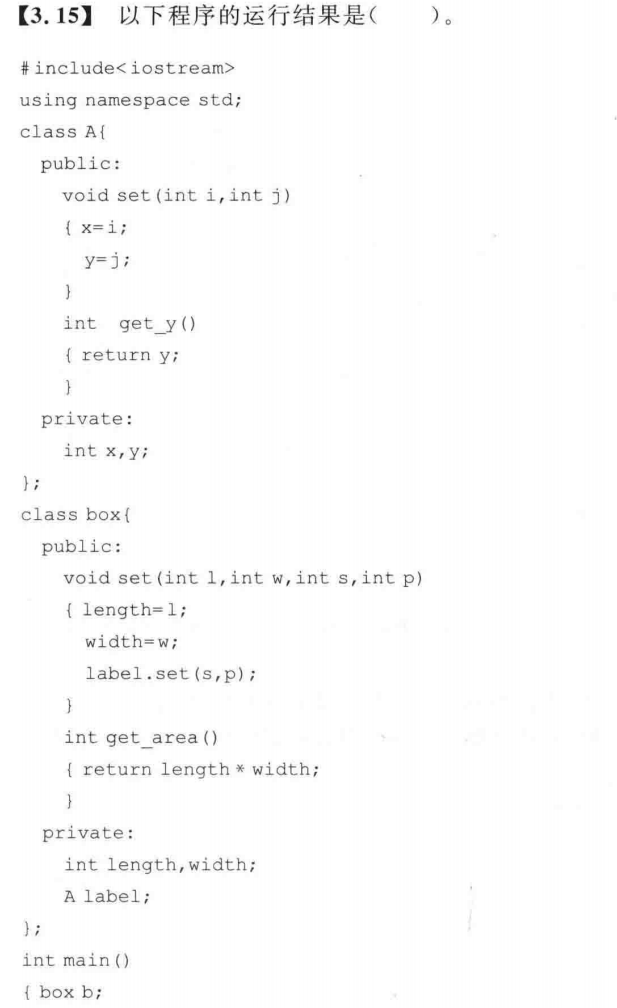 【3.15】 以下程序的运行结果是(  )。
#include<iostream>
using namespace std;
class A{
public:
void set(int i,int j)
{ x=i;
y=j;
}
int get_y()
{ return y;
}
private:
int x,y;
};
class box{
public:
void set(int l,int w,int s,int p)
{ length=l;
width=w;
label.set(s,p);
}
int get_area()
{ return length * width;
}
private:
int length,width;
A label;
};
int main()
{ box b;